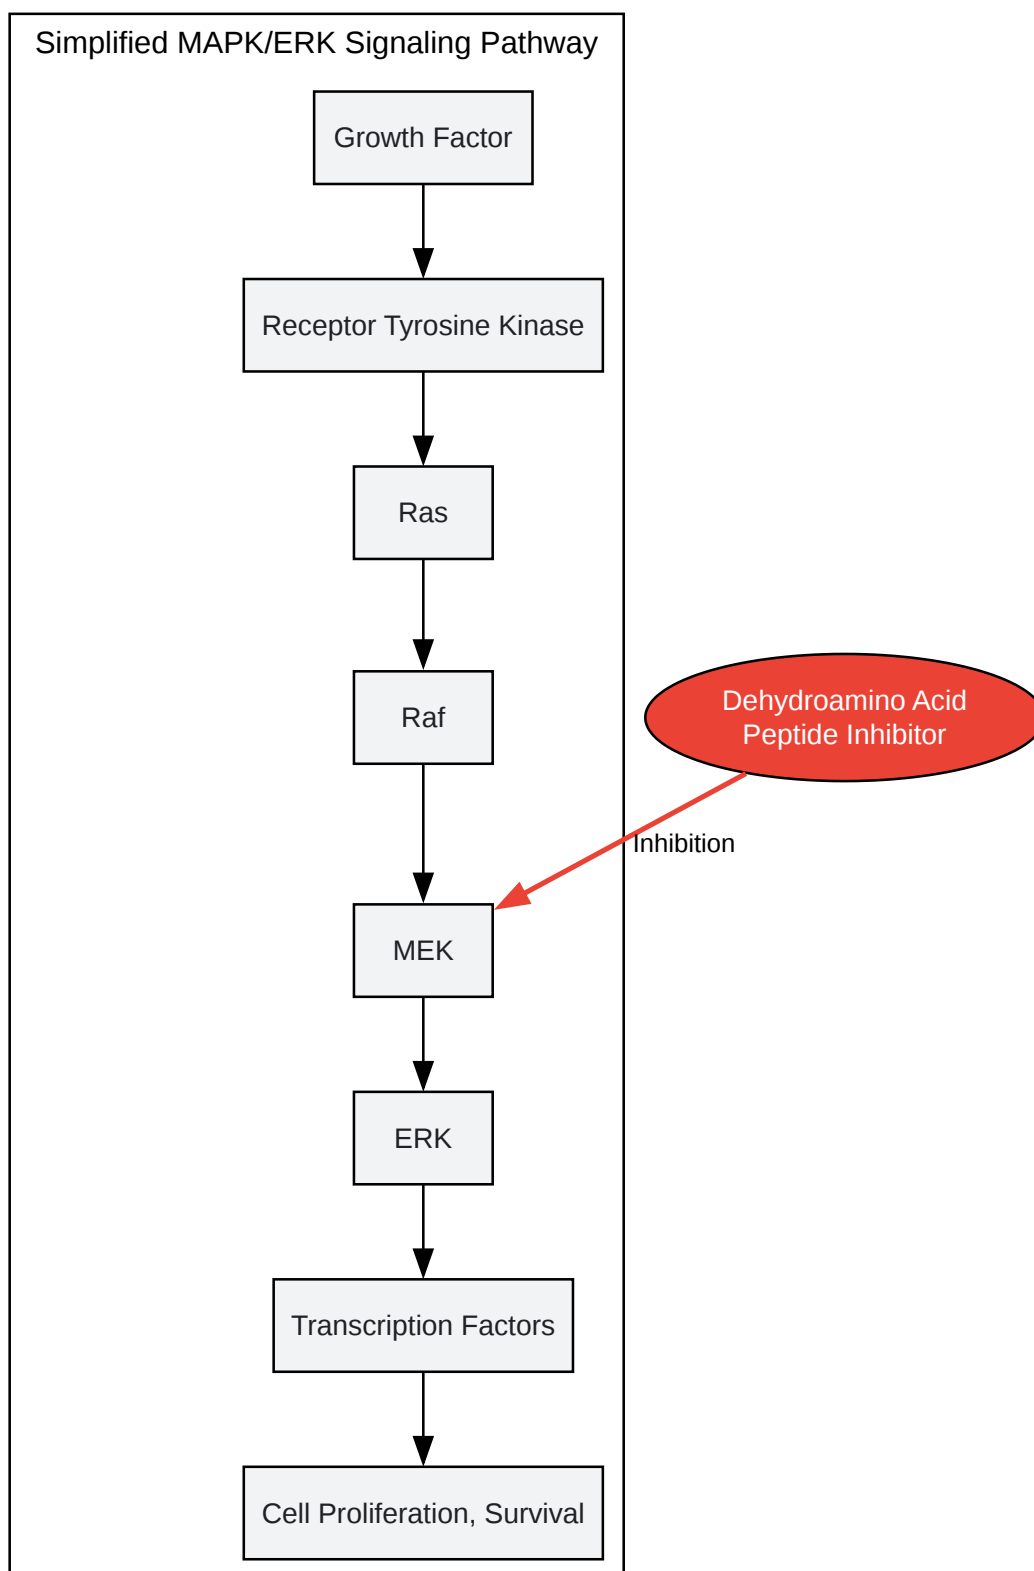 Simplified MAPK/ERK Signaling Pathway
Growth Factor
Receptor Tyrosine Kinase
Ras
Raf
Dehydroamino Acid
Peptide Inhibitor
Inhibition
MEK
ERK
Transcription Factors
Cell Proliferation, Survival